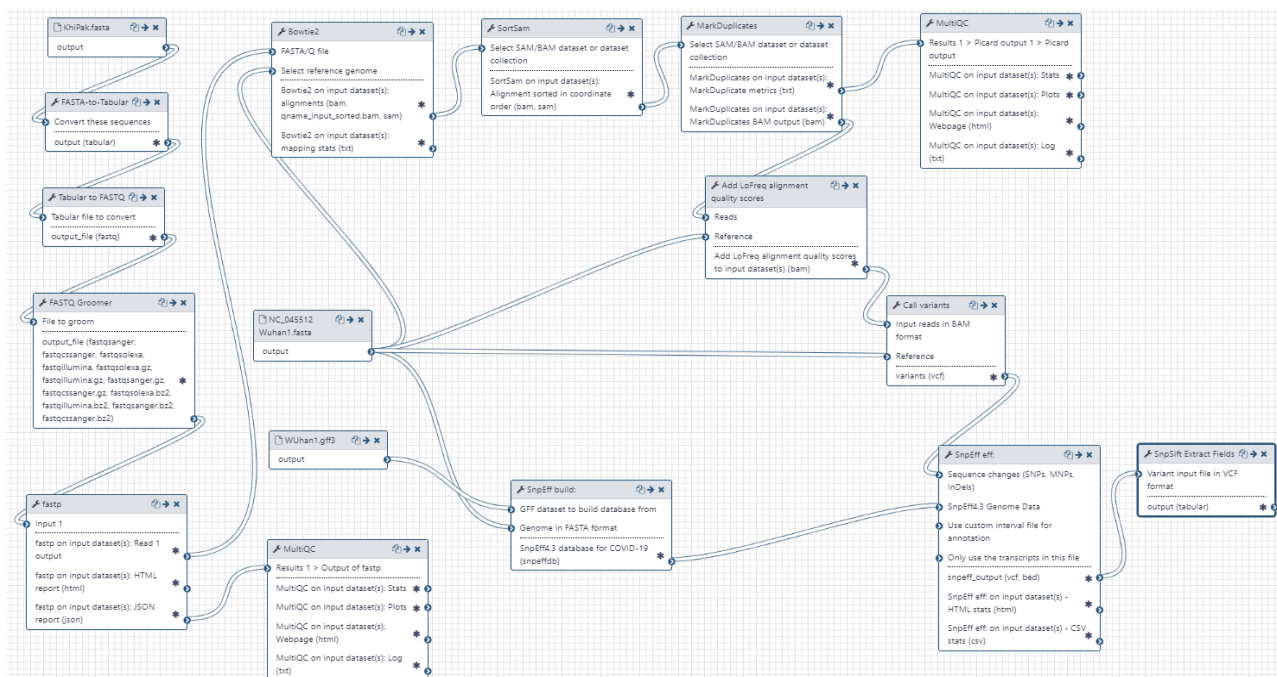 KhiPak.fasta
output
FASTA-to-Tabular
Convert these sequences
output (tabular)
Tabular to FASTQ
Tabular file to convert
output_file (fastq)
FASTQ Groomer
File to groom
output_file (fastqsanger,
fastqcssanger, fastqsolexa,
fastqillumina, fastqsolexa.gz,
fastqillumina.gz, fastqsanger.gz,
fastqcssanger.gz, fastqsolexa.bz2,
fastqillumina.bz2, fastqsanger.bz2,
fastqcssanger.bz2)
fastp
Input 1
fastp on input dataset(s): Read 1
output
fastp on input dataset(s): HTML
report (html)
fastp on input dataset(s): JSON
report (json)
Bowtie2
FASTA/Q file
Select reference genome
Bowtie2 on input dataset(s):
alignments (bam,
qname_input_sorted.bam, sam)
Bowtie2 on input dataset(s):
mapping stats (txt)
NC_045512
Wuhan1.fasta
output
WUhan1.gff3
output
MultiQC
Results 1 > Output of fastp
MultiQC on input dataset(s): Stats
MultiQC on input dataset(s): Plots
MultiQC on input dataset(s):
Webpage (html)
MultiQC on input dataset(s): Log
(txt)
SortSam
Select SAM/BAM dataset or dataset
collection
SortSam on input dataset(s):
Alignment sorted in coordinate
order (bam, sam)
SnpEff build:
GFF dataset to build database from
Genome in FASTA format
SnpEff4.3 database for COVID-19
(snpeffdb)
MarkDuplicates
Select SAM/BAM dataset or dataset
collection
MarkDuplicates on input dataset(s):
MarkDuplicate metrics (txt)
MarkDuplicates on input dataset(s):
MarkDuplicates BAM output (bam)
Add LoFreq alignment
quality scores
Reads
Reference
Add LoFreq alignment quality scores
to input dataset(s) (bam)
MultiQC
Results 1 > Picard output 1 > Picard
output
MultiQC on input dataset(s): Stats
MultiQC on input dataset(s): Plots
MultiQC on input dataset(s):
Webpage (html)
MultiQC on input dataset(s): Log
(txt)
Call variants
Input reads in BAM
format
Reference
variants (vcf)
SnpEff eff:
Sequence changes (SNPs, MNPs,
InDels)
SnpEff4.3 Genome Data
Use custom interval file for
annotation
Only use the transcripts in this file
snpeff_output (vcf, bed)
SnpEff eff: on input dataset(s) -
HTML stats (html)
SnpEff eff: on input dataset(s) - CSV
stats (csv)
SnpSift Extract Fields
Variant input file in VCF
format
output (tabular)